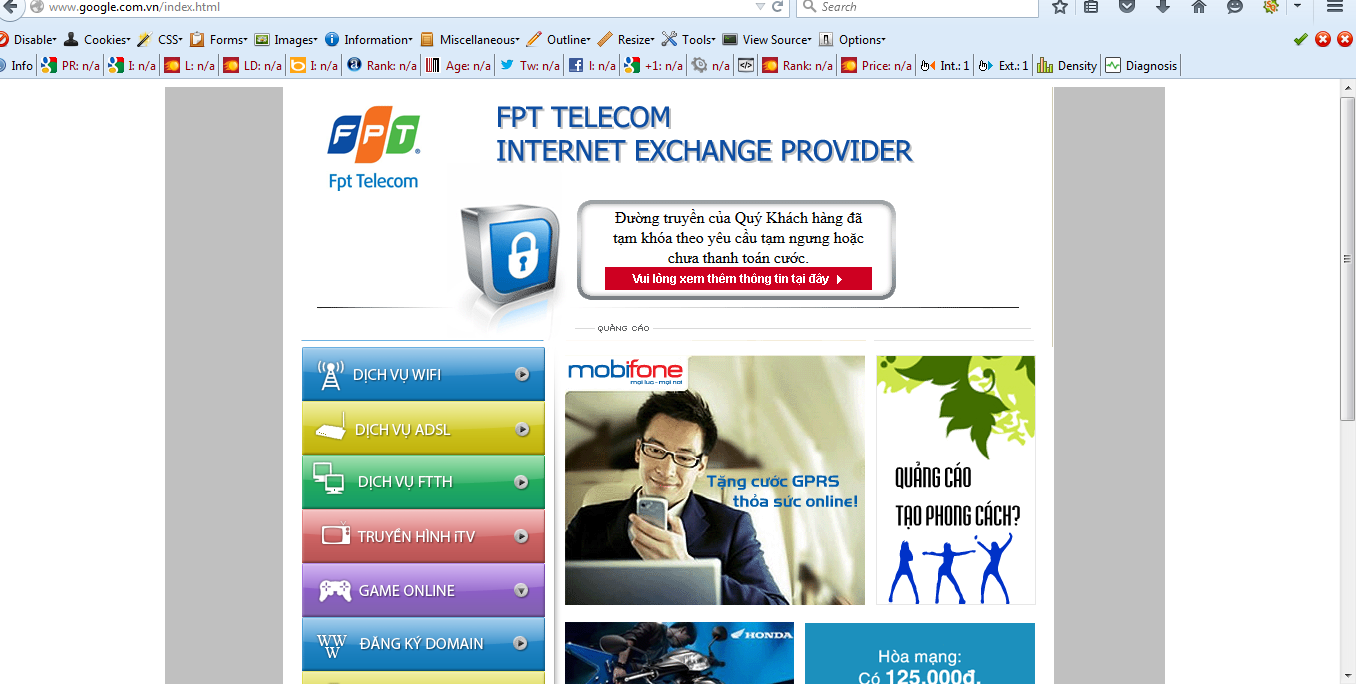 www.google.com.vn/index.html
Search
Disable
Cookies
CSS
Forms
Images
Information
Miscellaneous
Outline
Resize
Tools
View Source
Options
Info
PR: n/a
I: n/a
L: n/a
LD: n/a
I: n/a
Rank: n/a
Age: n/a
Tw: n/a
l: n/a
+1: n/a
n/a
Rank: n/a
Price: n/a
Int.: 1
Ext.: 1
Density
Diagnosis
FPT
Fpt Telecom
FPT TELECOM
INTERNET EXCHANGE PROVIDER
Đường truyền của Quý Khách hàng đã
tạm khóa theo yêu cầu tạm ngưng hoặc
chưa thanh toán cước.
Vui lòng xem thêm thông tin tại đây
QUẢNG CÁO
DỊCH VỤ WIFI
DỊCH VỤ ADSL
DỊCH VỤ FTTH
TRUYỀN HÌNH iTV
GAME ONLINE
WWW
ĐĂNG KÝ DOMAIN
mobifone
mọi lúc - mọi nơi
Tặng cước GPRS
thỏa sức online!
QUẢNG CÁO
TẠO PHONG CÁCH?
HONDA
Hòa mạng:
Có 125.000đ.